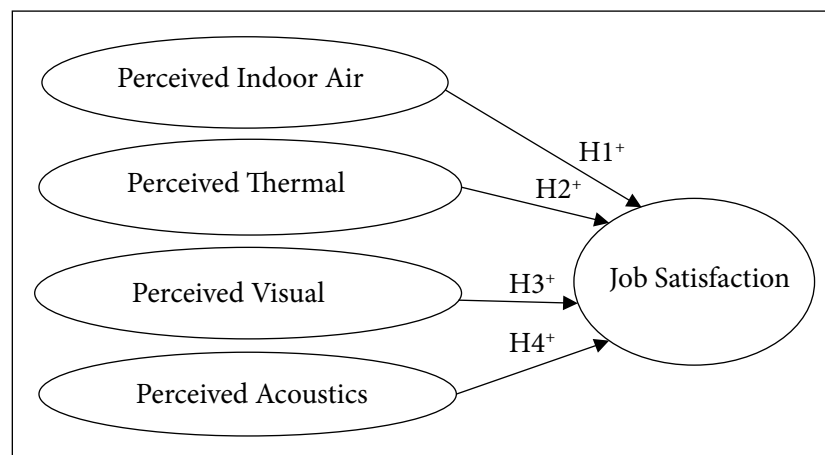 Perceived Indoor Air
H1⁺
Perceived Thermal
H2⁺
Job Satisfaction
Perceived Visual
H3⁺
H4⁺
Perceived Acoustics